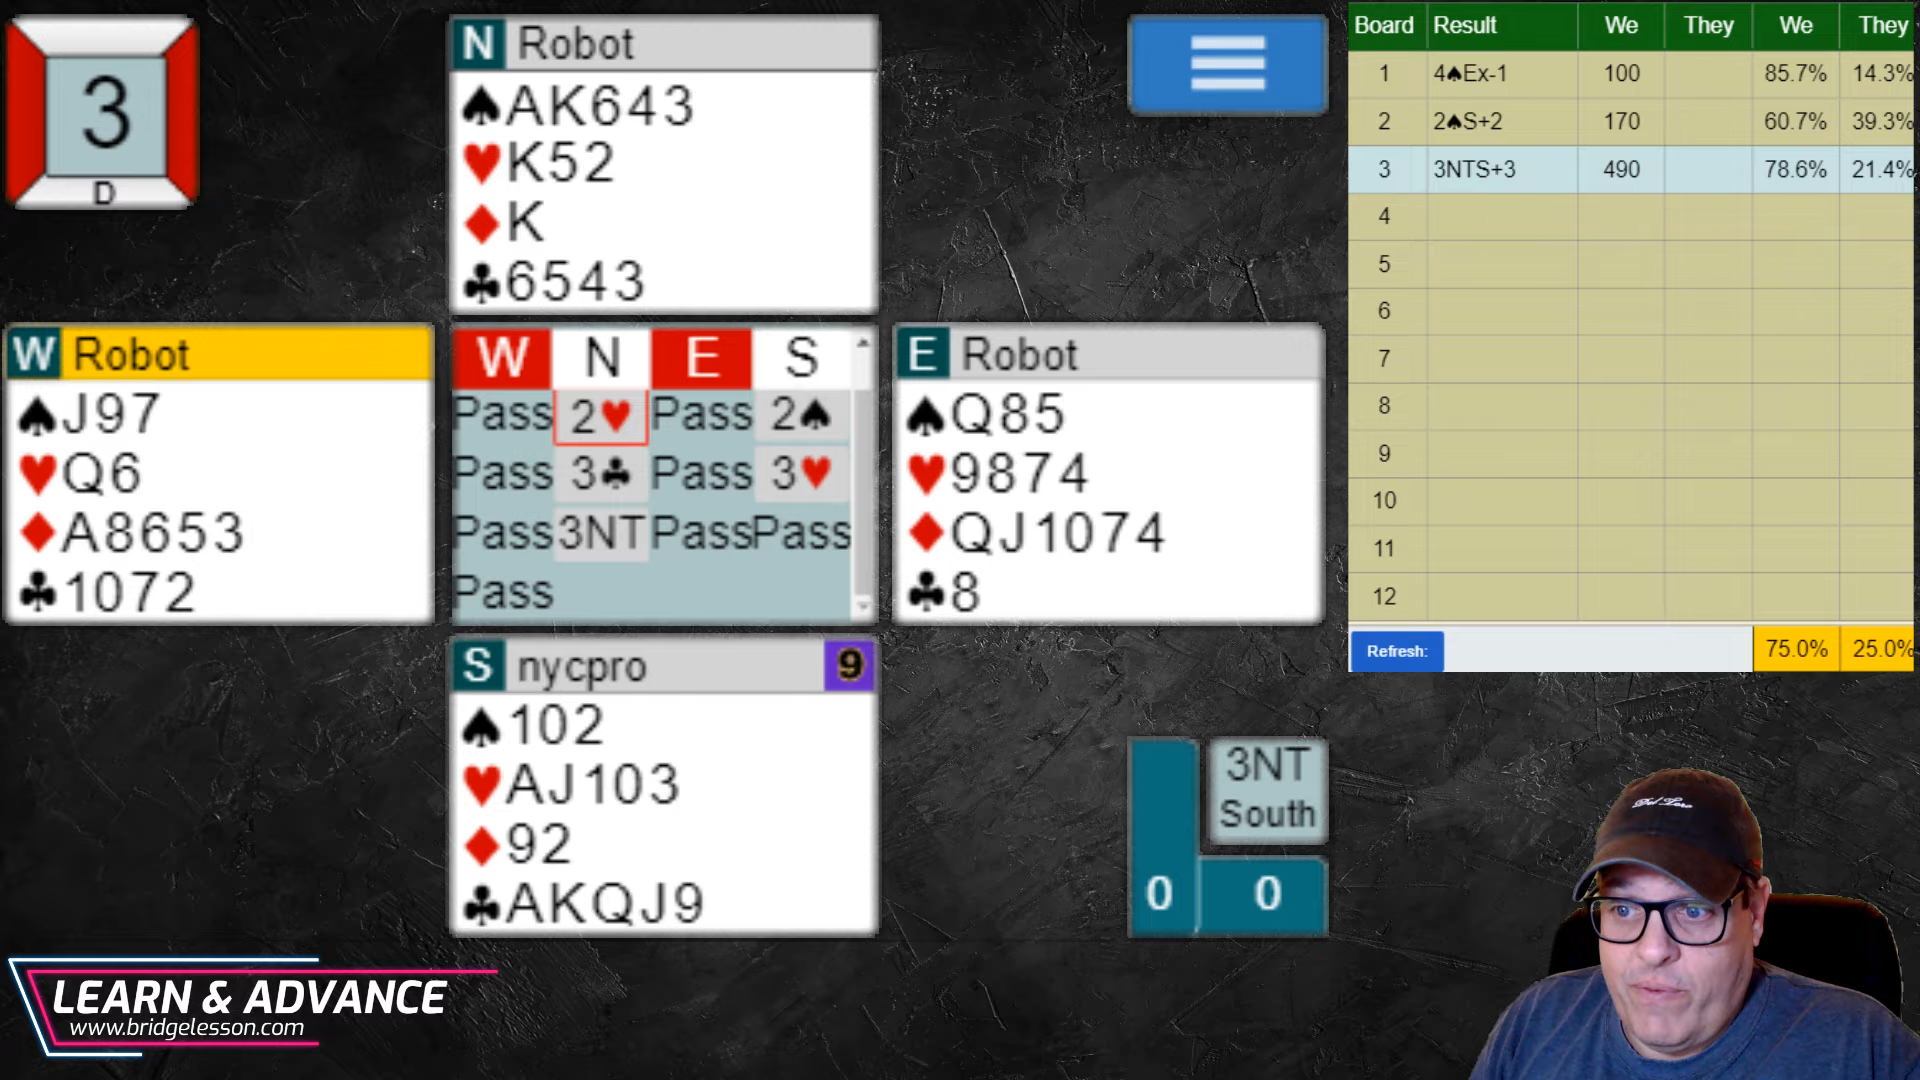 3
D
N Robot
♠AK643
♥K52
♦K
♣6543
W Robot
♠J97
♥Q6
♦A8653
♣1072
W N E S
Pass 2♥ Pass 2♠
Pass 3♣ Pass 3♥
Pass 3NT Pass Pass
Pass
E Robot
♠Q85
♥9874
♦QJ1074
♣8
S nycpro 9
♠102
♥AJ103
♦92
♣AKQJ9
3NT
South
0 0
Board Result We They We They
1 4♠Ex-1 100 85.7% 14.3%
2 2♠S+2 170 60.7% 39.3%
3 3NTS+3 490 78.6% 21.4%
4
5
6
7
8
9
10
11
12
Refresh: 75.0% 25.0%
LEARN & ADVANCE
www.bridgelesson.com